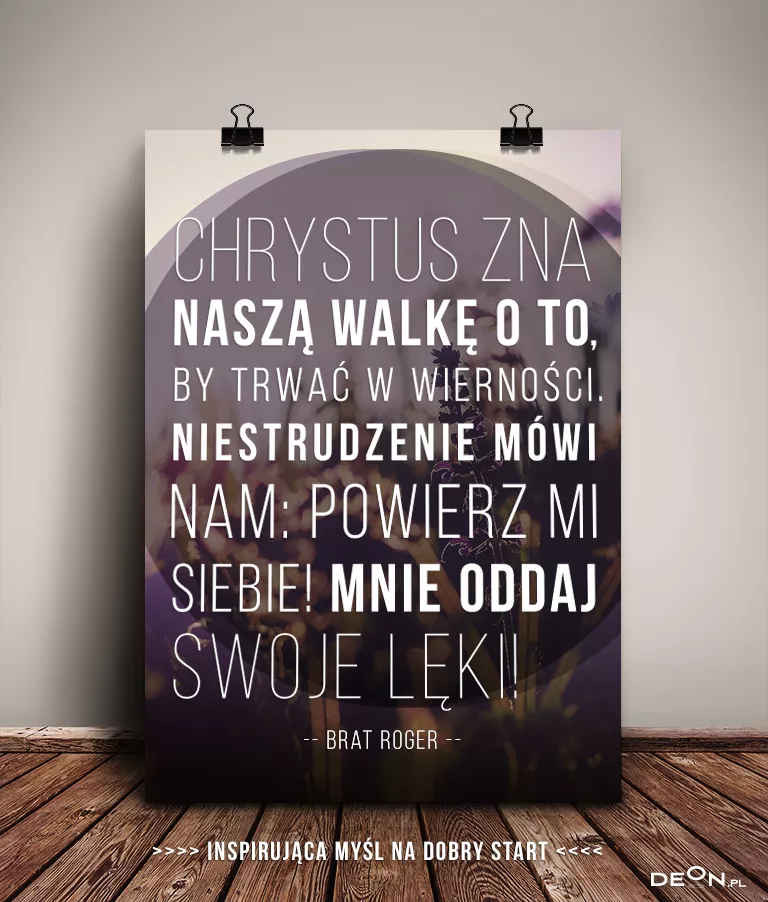 CHRYSTUS ZNA
NASZĄ WALKĘ O TO,
BY TRWAĆ W WIERNOŚCI.
NIESTRUDZENIE MÓWI
NAM: POWIERZ MI
SIEBIE! MNIE ODDAJ
SWOJE LĘKI!
-- BRAT ROGER --
>>>> INSPIRUJĄCA MYŚL NA DOBRY START <<<<
DEON.PL